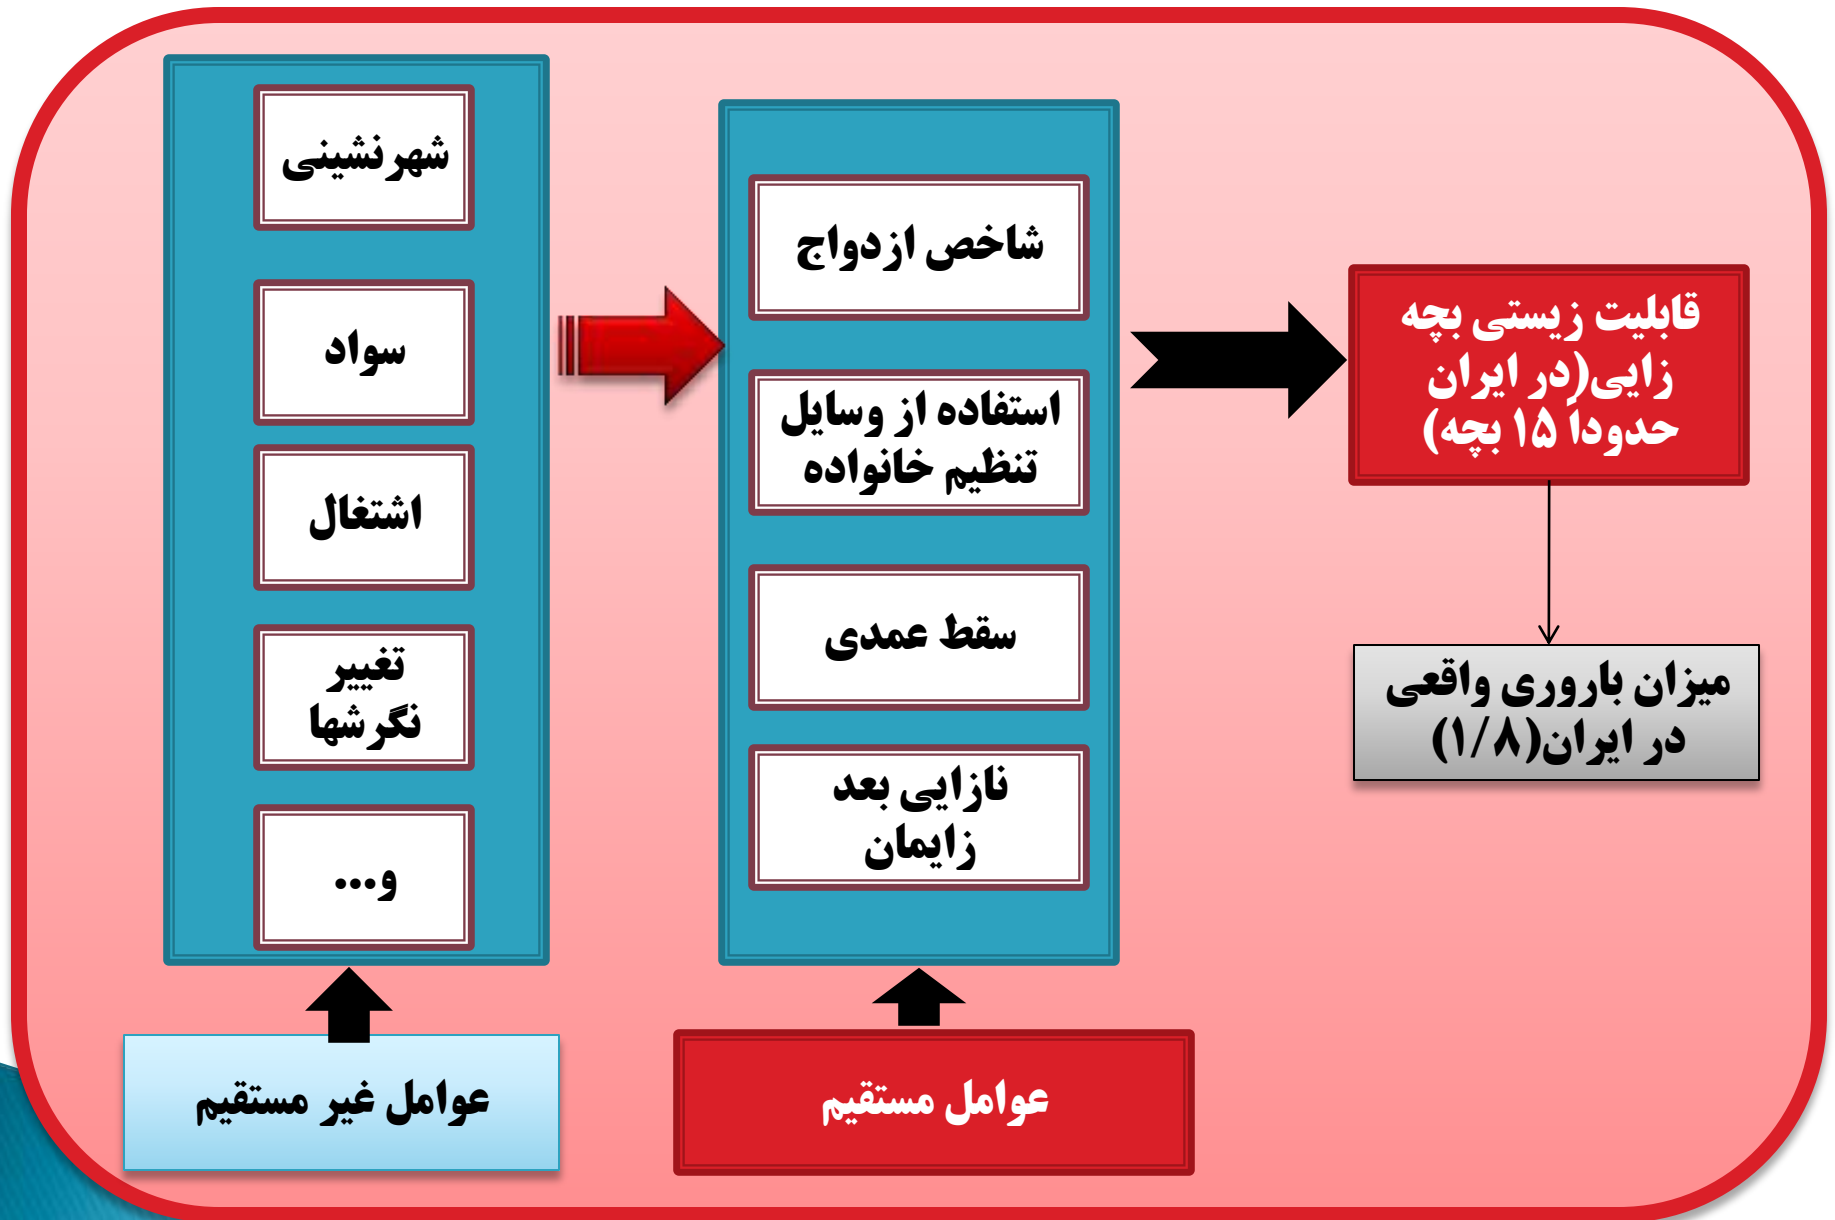 شهرنشینی
سواد
اشتغال
تغییر
نگرشها
و...
عوامل غیر مستقیم
شاخص ازدواج
استفاده از وسایل
تنظیم خانواده
سقط عمدی
نازایی بعد
زایمان
عوامل مستقیم
قابلیت زیستی بچه
زایی(در ایران
حدوداً ۱۵ بچه)
میزان باروری واقعی
در ایران(۱/۸)